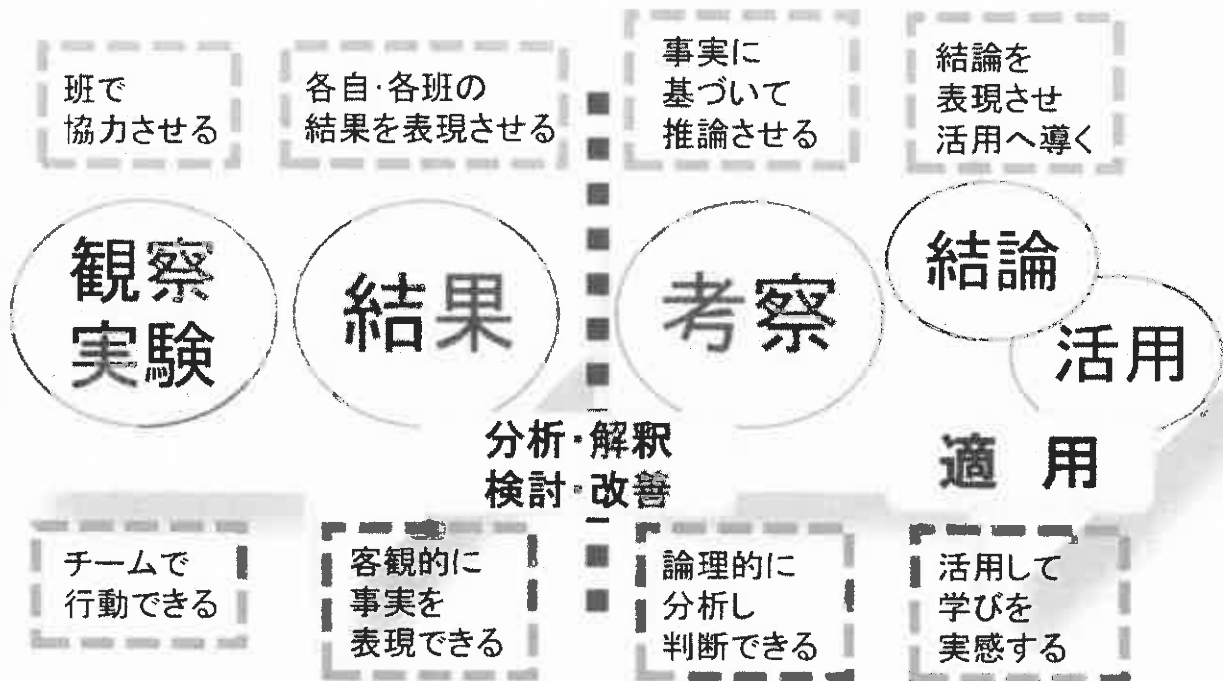 班で
協力させる
各自・各班の
結果を表現させる
事実に
基づいて
推論させる
結論を
表現させ
活用へ導く
観察
実験
結果
考察
結論
活用
分析・解釈
検討・改善
適用
チームで
行動できる
客観的に
事実を
表現できる
論理的に
分析し
判断できる
活用して
学びを
実感する